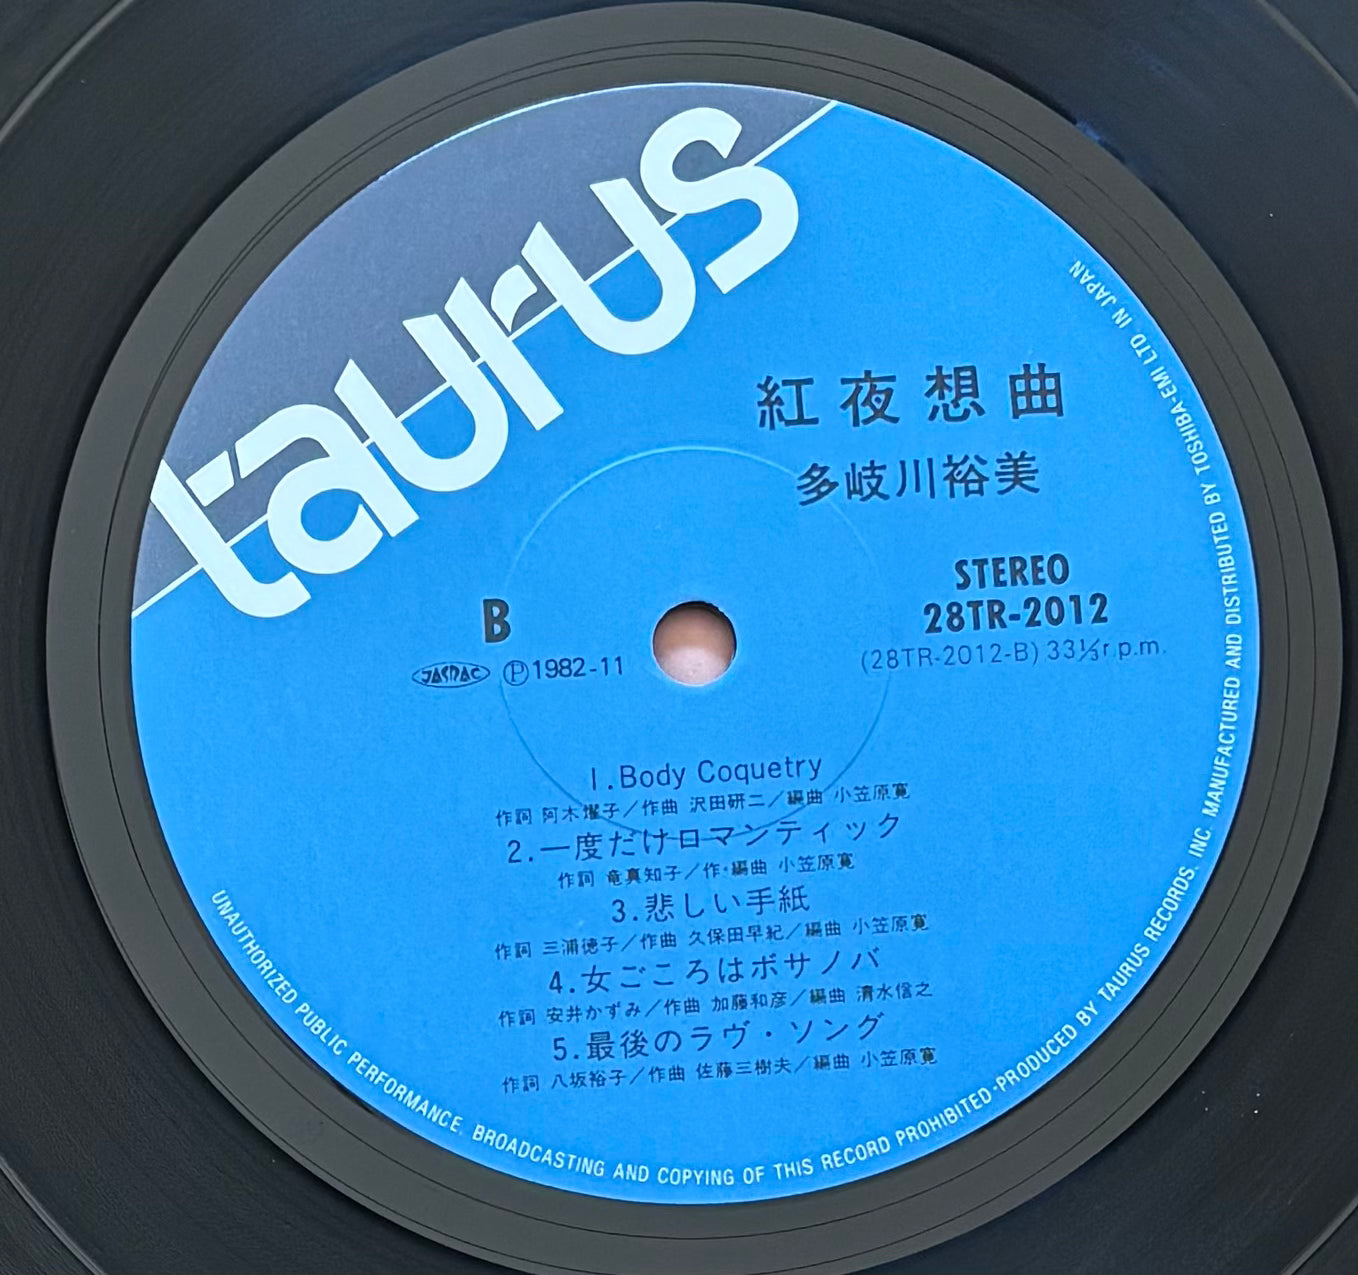 taurus
紅夜想曲
多岐川裕美
STEREO
28TR-2012
(28TR-2012-B) 33⅓r.p.m.
B
JASRAC Ⓟ1982-11
1.Body Coquetry
作詞 阿木燿子／作曲 沢田研二／編曲 小笠原寛
2.一度だけロマンティック
作詞 竜真知子／作・編曲 小笠原寛
3.悲しい手紙
作詞 三浦徳子／作曲 久保田早紀／編曲 小笠原寛
4.女ごころはボサノバ
作詞 安井かずみ／作曲 加藤和彦／編曲 清水信之
5.最後のラヴ・ソング
作詞 八坂裕子／作曲 佐藤三樹夫／編曲 小笠原寛
UNAUTHORIZED PUBLIC PERFORMANCE, BROADCASTING AND COPYING OF THIS RECORD PROHIBITED·PRODUCED BY TAURUS RECORDS, INC. MANUFACTURED AND DISTRIBUTED BY TOSHIBA-EMI LTD IN JAPAN